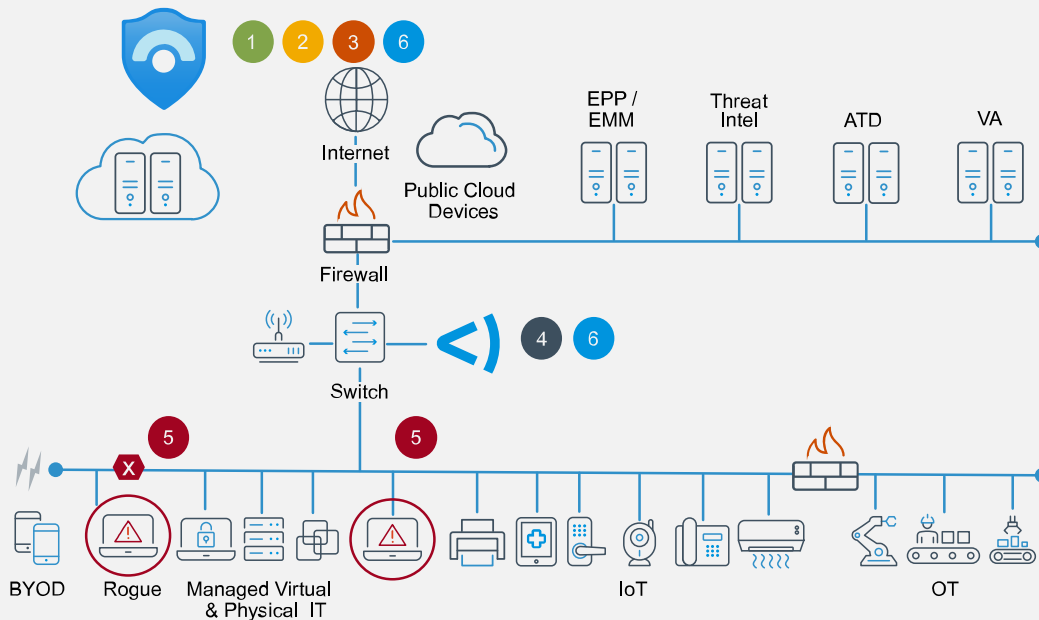 1 2 3 6
Internet
Public Cloud
Devices
EPP /
EMM
Threat
Intel
ATD
VA
Firewall
4 6
Switch
5
5
X
BYOD
Rogue
Managed Virtual
& Physical IT
IoT
OT